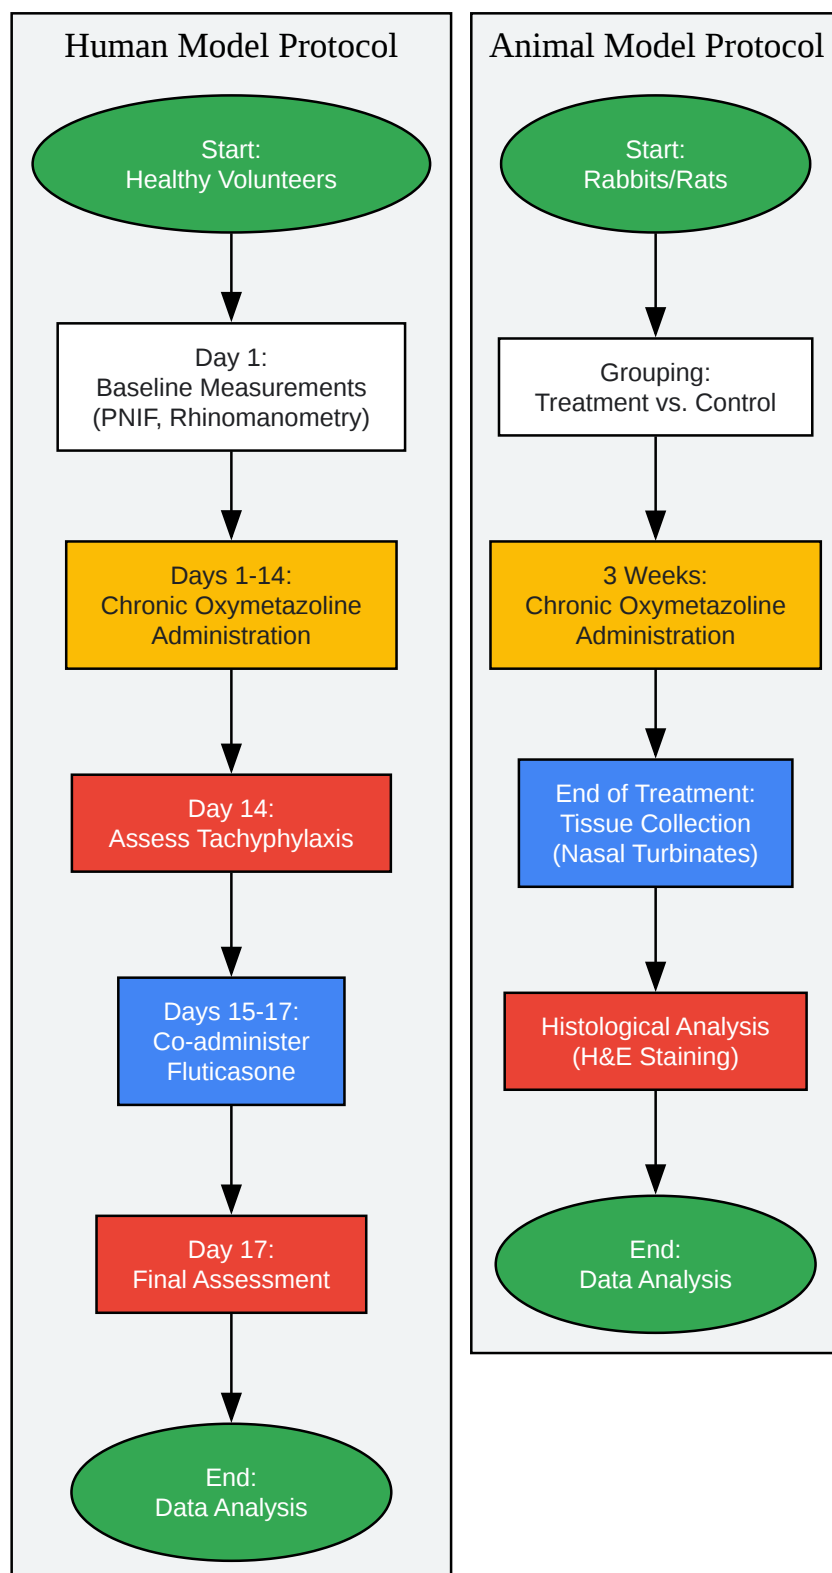 Human Model Protocol
Start:
Healthy Volunteers
Day 1:
Baseline Measurements
(PNIF, Rhinomanometry)
Days 1-14:
Chronic Oxymetazoline
Administration
Day 14:
Assess Tachyphylaxis
Days 15-17:
Co-administer
Fluticasone
Day 17:
Final Assessment
End:
Data Analysis
Animal Model Protocol
Start:
Rabbits/Rats
Grouping:
Treatment vs. Control
3 Weeks:
Chronic Oxymetazoline
Administration
End of Treatment:
Tissue Collection
(Nasal Turbinates)
Histological Analysis
(H&E Staining)
End:
Data Analysis